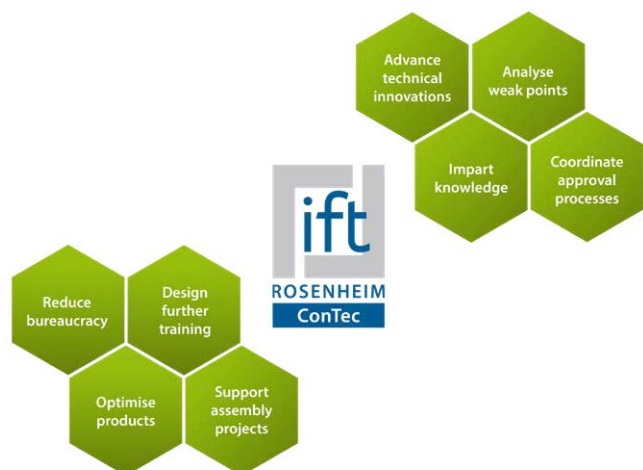 Advance
technical
innovations
Analyse
weak points
Impart
knowledge
Coordinate
approval
processes
ift
ROSENHEIM
ConTec
Reduce
bureaucracy
Design
further
training
Optimise
products
Support
assembly
projects